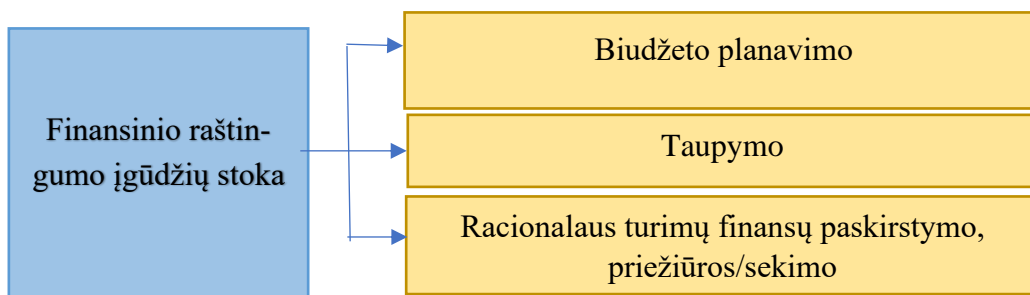 Finansinio raštin-
gumo įgūdžių stoka
Biudžeto planavimo
Taupymo
Racionalaus turimų finansų paskirstymo,
priežiūros/sekimo